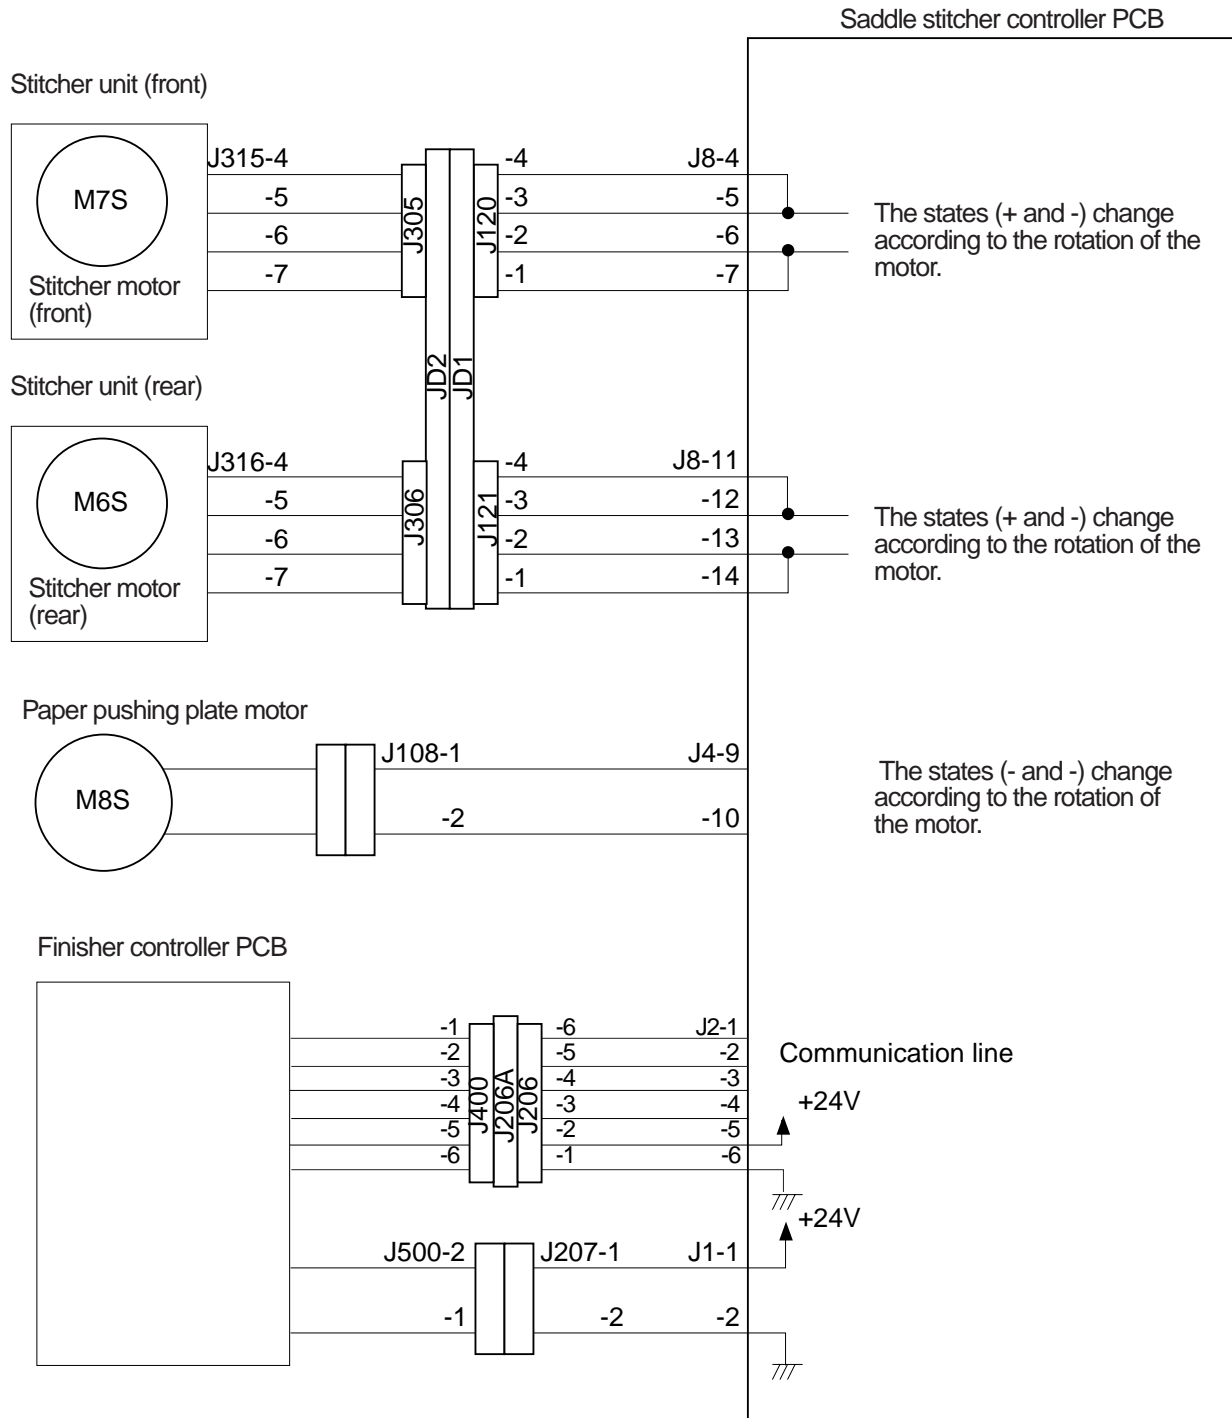 Saddle stitcher controller PCB
Stitcher unit (front)
J315-4 -4 J8-4
M7S -5 -3 -5
-6 -2 -6
-7 -1 -7
J305 J120
The states (+ and -) change
according to the rotation of the
motor.
Stitcher motor
(front)
JD2 JD1
Stitcher unit (rear)
J316-4 -4 J8-11
M6S -5 -3 -12
-6 -2 -13
-7 -1 -14
J306 J121
The states (+ and -) change
according to the rotation of the
motor.
Stitcher motor
(rear)
Paper pushing plate motor
J108-1 J4-9
M8S
-2 -10
The states (- and -) change
according to the rotation of
the motor.
Finisher controller PCB
-1 -6 J2-1
-2 -5 -2
-3 -4 -3
-4 -3 -4
-5 -2 -5
-6 -1 -6
J400 J206A J206
Communication line
+24V
+24V
J500-2 J207-1 J1-1
-1 -2 -2